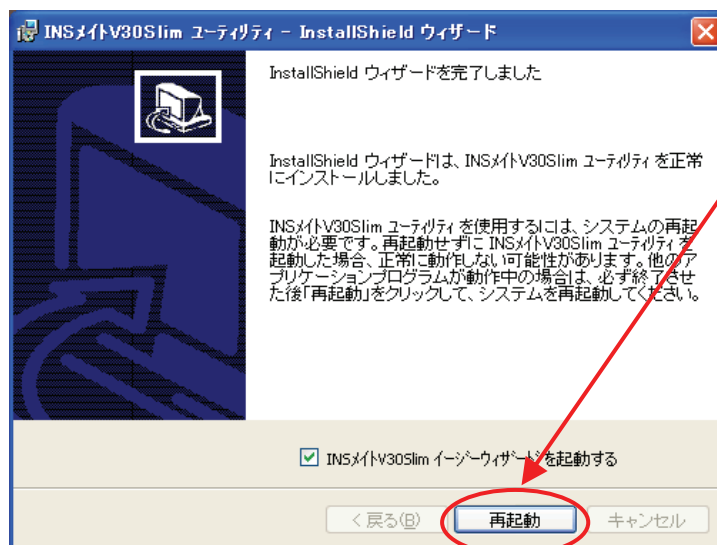 INSメイトV30Slim ユーティリティ - InstallShield ウィザード
InstallShield ウィザードを完了しました
InstallShield ウィザードは、INSメイトV30Slim ユーティリティ を正常
にインストールしました。
INSメイトV30Slim ユーティリティ を使用するには、システムの再起
動が必要です。再起動せずに INSメイトV30Slim ユーティリティ を
起動した場合、正常に動作しない可能性があります。他のア
プリケーションプログラムが動作中の場合は、必ず終了させ
た後「再起動」をクリックして、システムを再起動してください。
INSメイトV30Slim イージーウィザードを起動する
< 戻る(B)
再起動
キャンセル